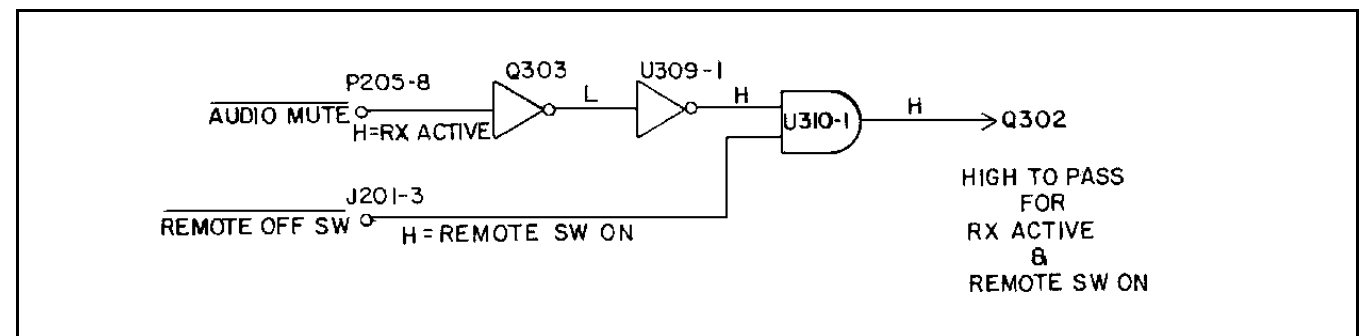 P205-8
Q303
U309-1
AUDIO MUTE
H=RX ACTIVE
L
H
U310-1
H
Q302
J201-3
REMOTE OFF SW
H=REMOTE SW ON
HIGH TO PASS
FOR
RX ACTIVE
&
REMOTE SW ON